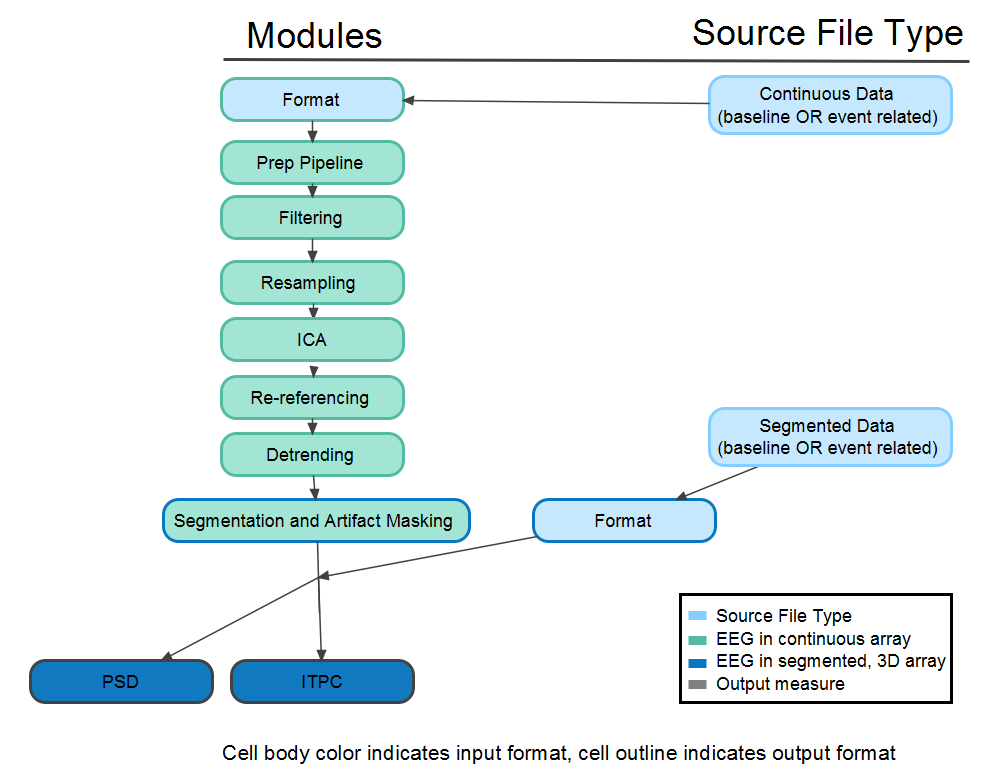 Modules
Source File Type
Format
Continuous Data
(baseline OR event related)
Prep Pipeline
Filtering
Resampling
ICA
Re-referencing
Detrending
Segmented Data
(baseline OR event related)
Segmentation and Artifact Masking
Format
PSD
ITPC
Source File Type
EEG in continuous array
EEG in segmented, 3D array
Output measure
Cell body color indicates input format, cell outline indicates output format